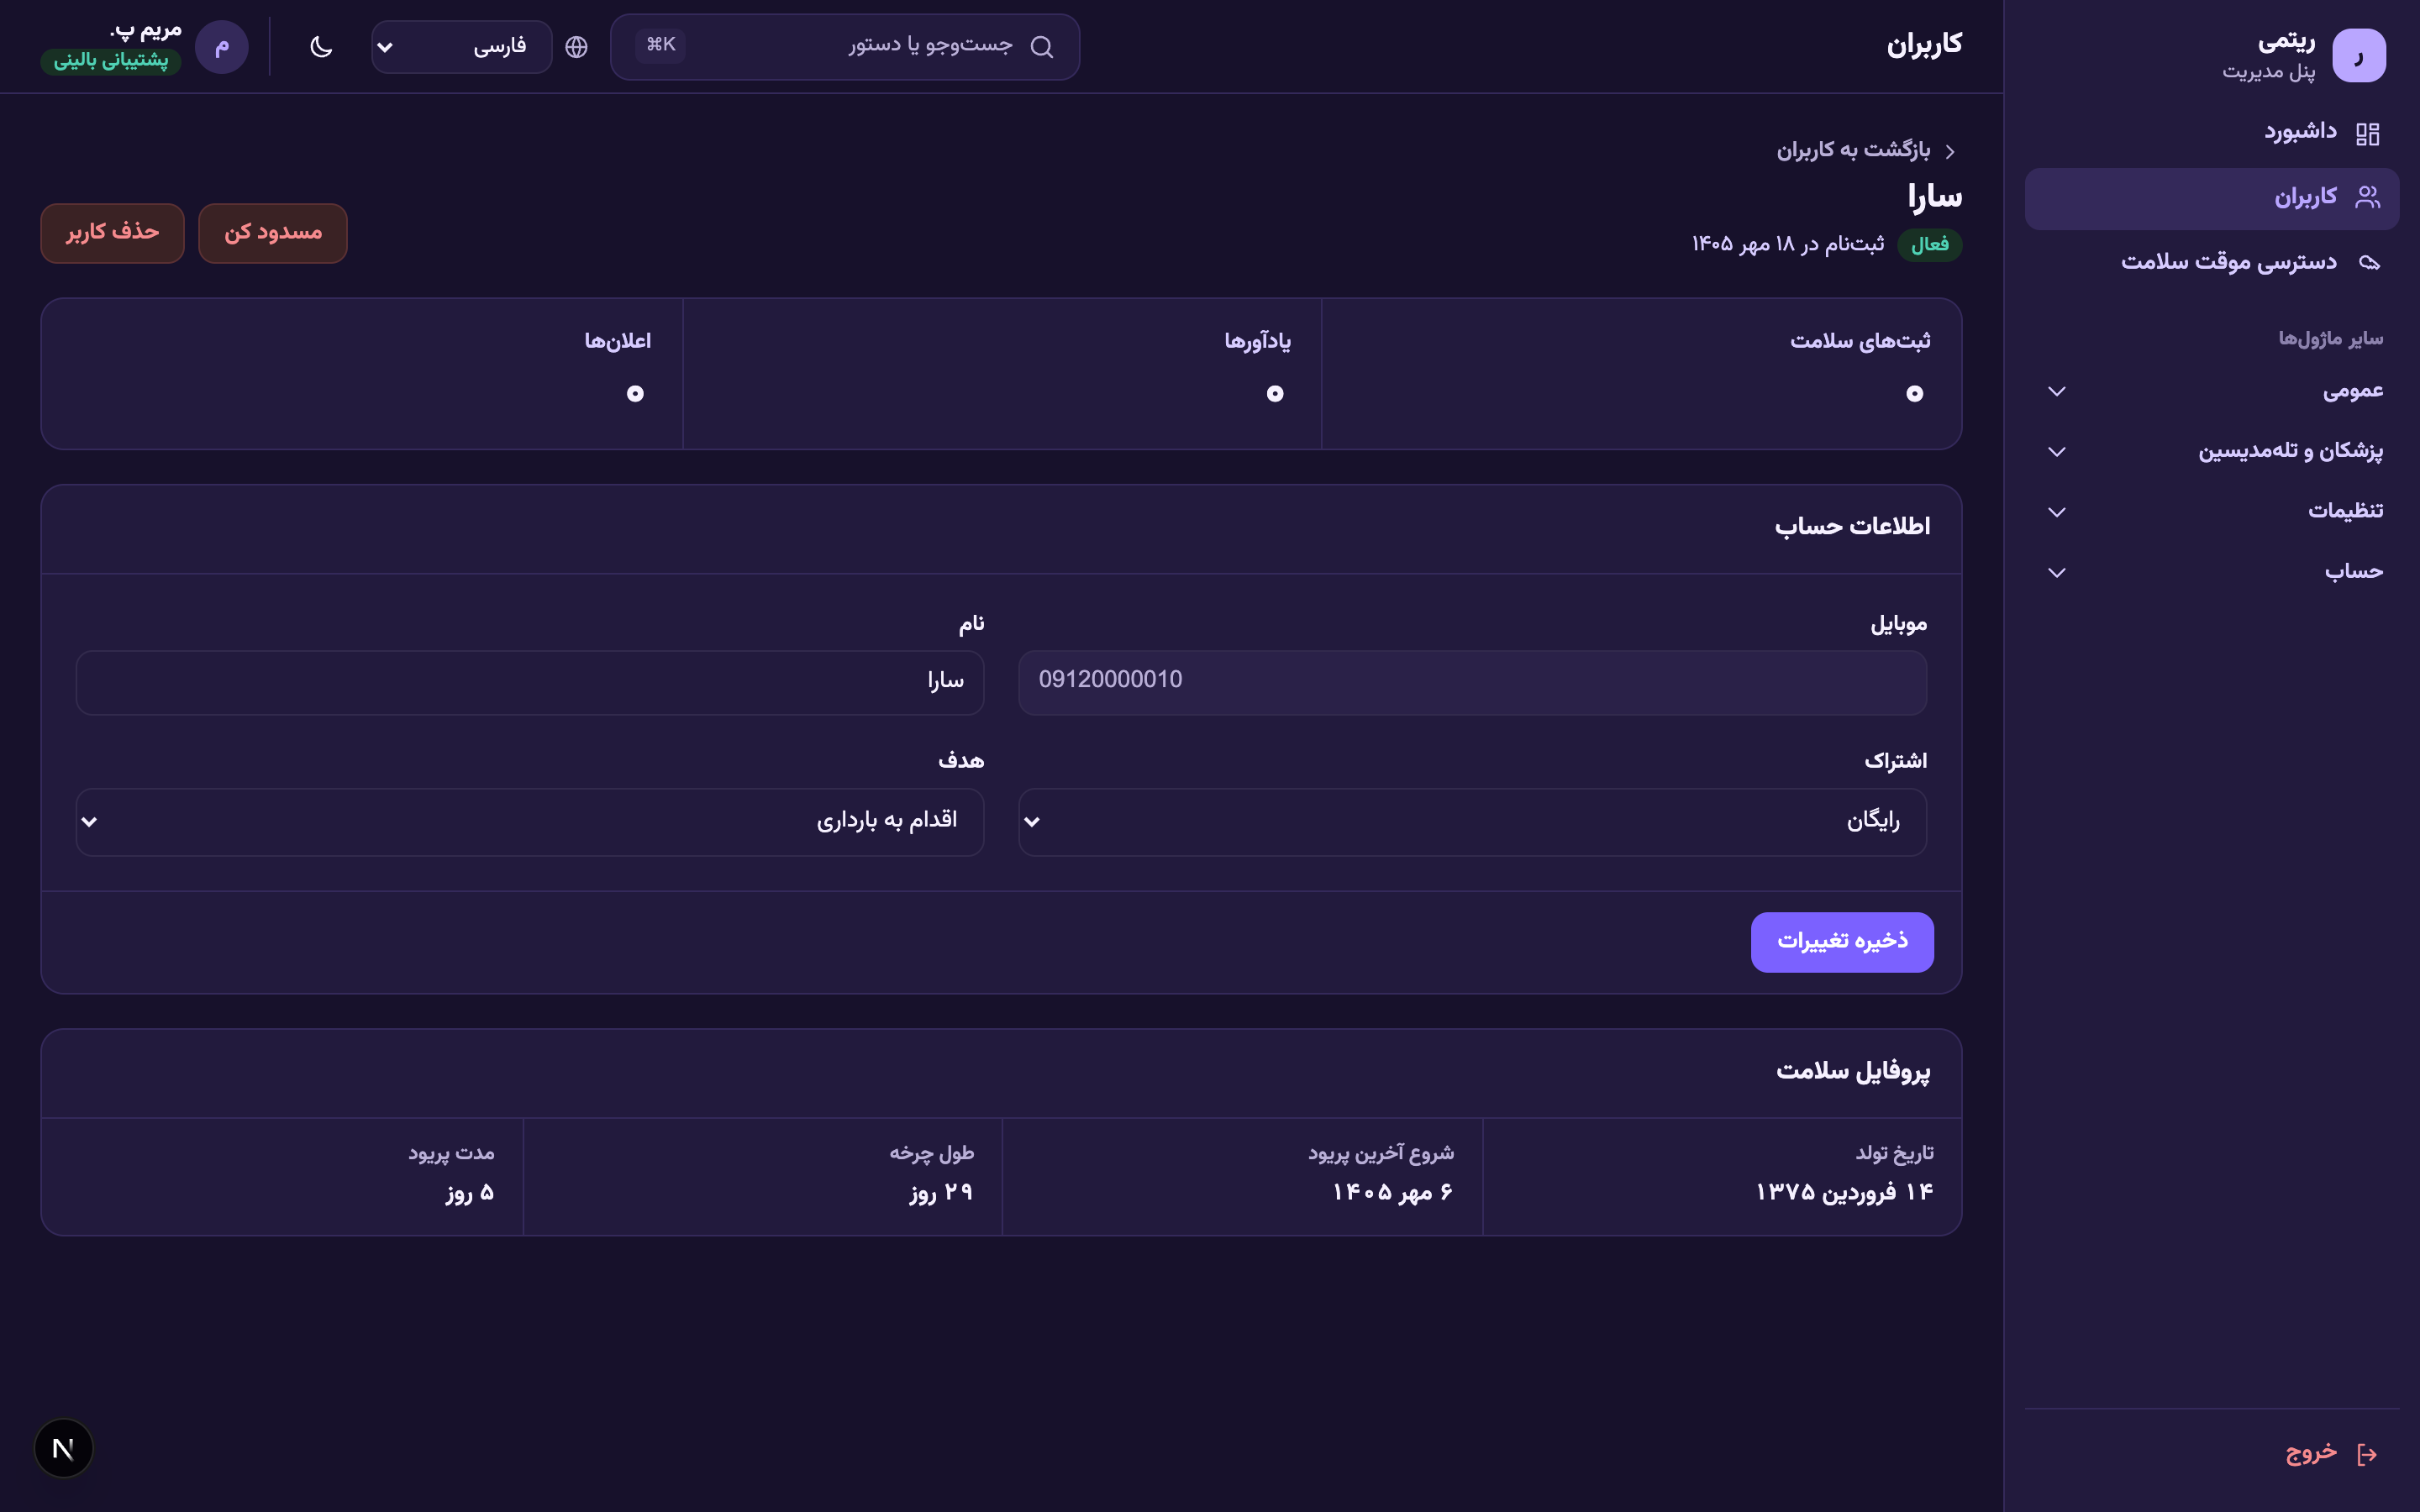 ر
ریتمی
پنل مدیریت
داشبورد
کاربران
دسترسی موقت سلامت
سایر ماژول‌ها
عمومی
پزشکان و تله‌مدیسین
تنظیمات
حساب
خروج
کاربران
جست‌وجو یا دستور
⌘K
فارسی
م
مریم پ.
پشتیبانی بالینی
بازگشت به کاربران
سارا
فعال
ثبت‌نام در ۱۸ مهر ۱۴۰۵
مسدود کن
حذف کاربر
ثبت‌های سلامت
۰
یادآورها
۰
اعلان‌ها
۰
اطلاعات حساب
موبایل
09120000010
نام
سارا
اشتراک
رایگان
هدف
اقدام به بارداری
ذخیره تغییرات
پروفایل سلامت
تاریخ تولد
۱۴ فروردین ۱۳۷۵
شروع آخرین پریود
۶ مهر ۱۴۰۵
طول چرخه
۲۹ روز
مدت پریود
۵ روز
N